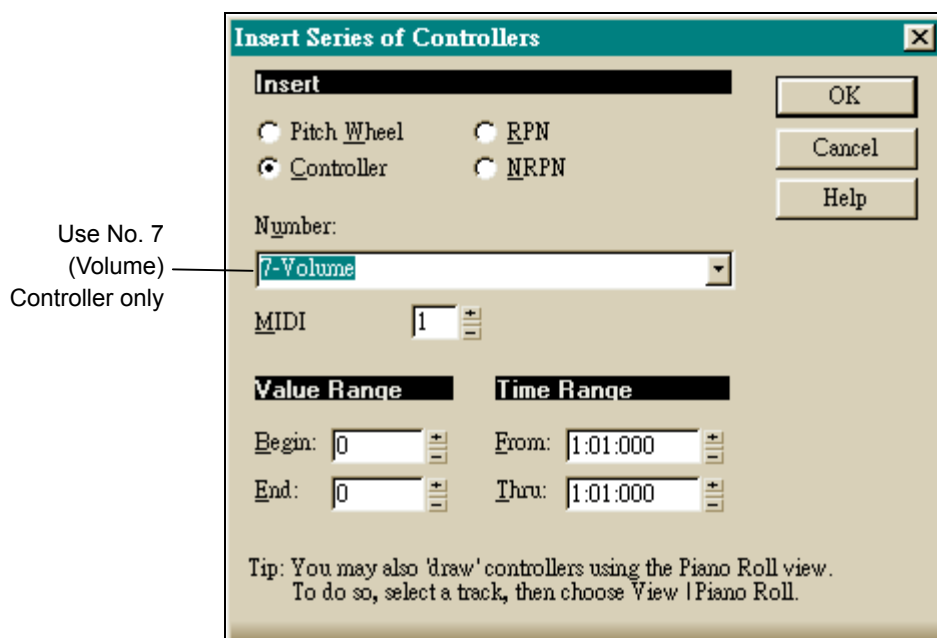 Insert Series of Controllers
Insert
OK
Pitch Wheel
RPN
Cancel
Controller
NRPN
Help
Number:
Use No. 7
(Volume)
Controller only
7-Volume
MIDI
1
Value Range
Time Range
Begin: 0
From: 1:01:000
End: 0
Thru: 1:01:000
Tip: You may also 'draw' controllers using the Piano Roll view.
To do so, select a track, then choose View | Piano Roll.